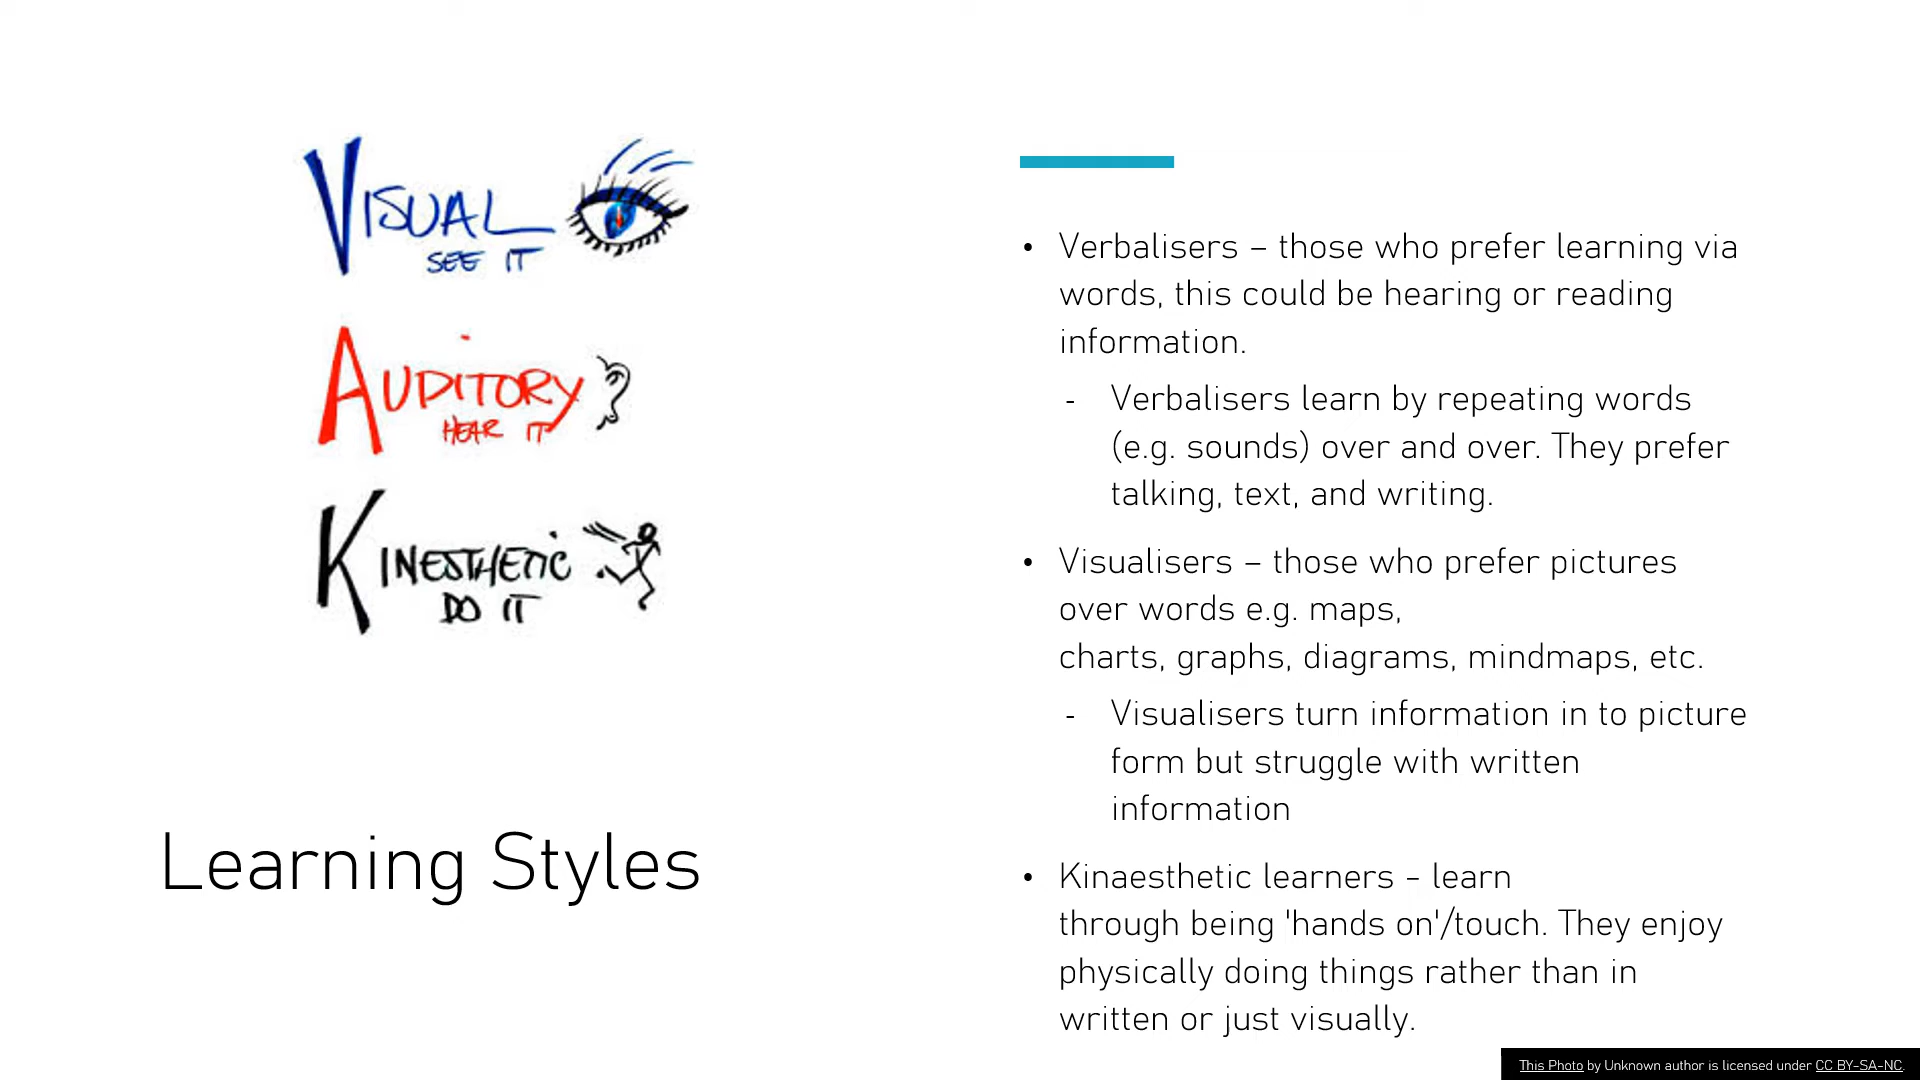 VISUAL
SEE IT
AUDITORY
HEAR IT
KINESTHETIC
DO IT
Learning Styles
• Verbalisers – those who prefer learning via
words, this could be hearing or reading
information.
- Verbalisers learn by repeating words
(e.g. sounds) over and over. They prefer
talking, text, and writing.
• Visualisers – those who prefer pictures
over words e.g. maps,
charts, graphs, diagrams, mindmaps, etc.
- Visualisers turn information in to picture
form but struggle with written
information
• Kinaesthetic learners - learn
through being 'hands on'/touch. They enjoy
physically doing things rather than in
written or just visually.
This Photo by Unknown author is licensed under CC BY-SA-NC.